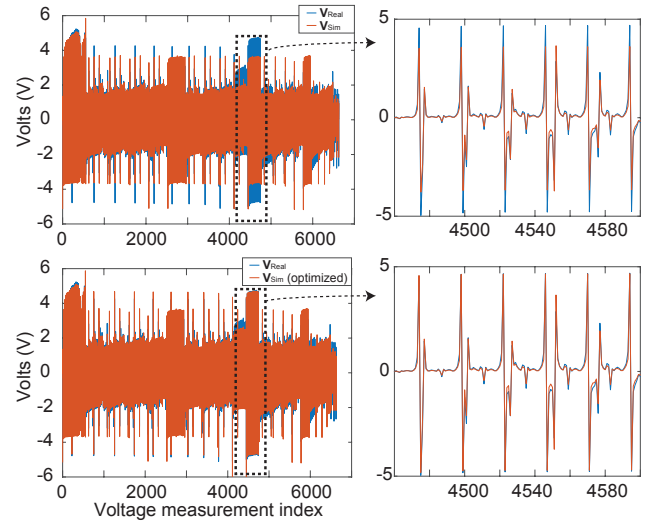 V_Real
V_Sim
Volts (V)
6
4
2
0
-2
-4
-6
0 2000 4000 6000
5
0
-5
4500 4540 4580
V_Real
V_Sim (optimized)
Volts (V)
6
4
2
0
-2
-4
-6
0 2000 4000 6000
Voltage measurement index
5
0
-5
4500 4540 4580